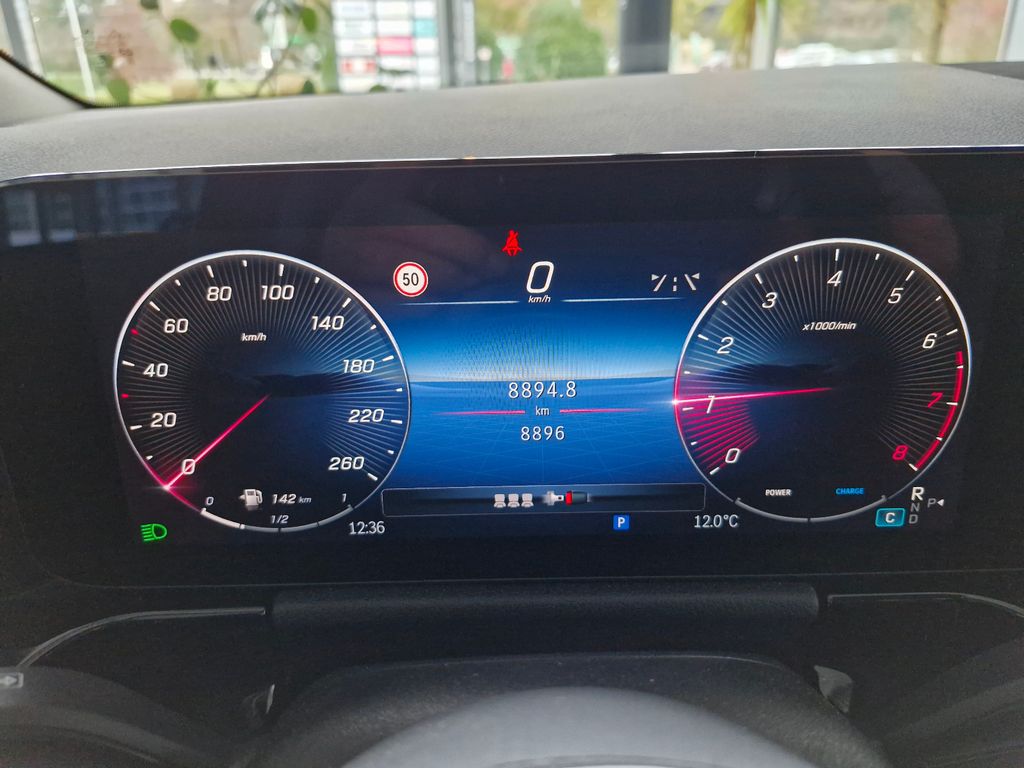 50
0
km/h
80 100
60 140
40 km/h 180
20 220
0 260
0 142 km 1
1/2
12:36
8894.8
km
8896
P
12.0°C
4
3 5
x1000/min
2 6
1 7
0 8
POWER CHARGE
R
N P
D
C